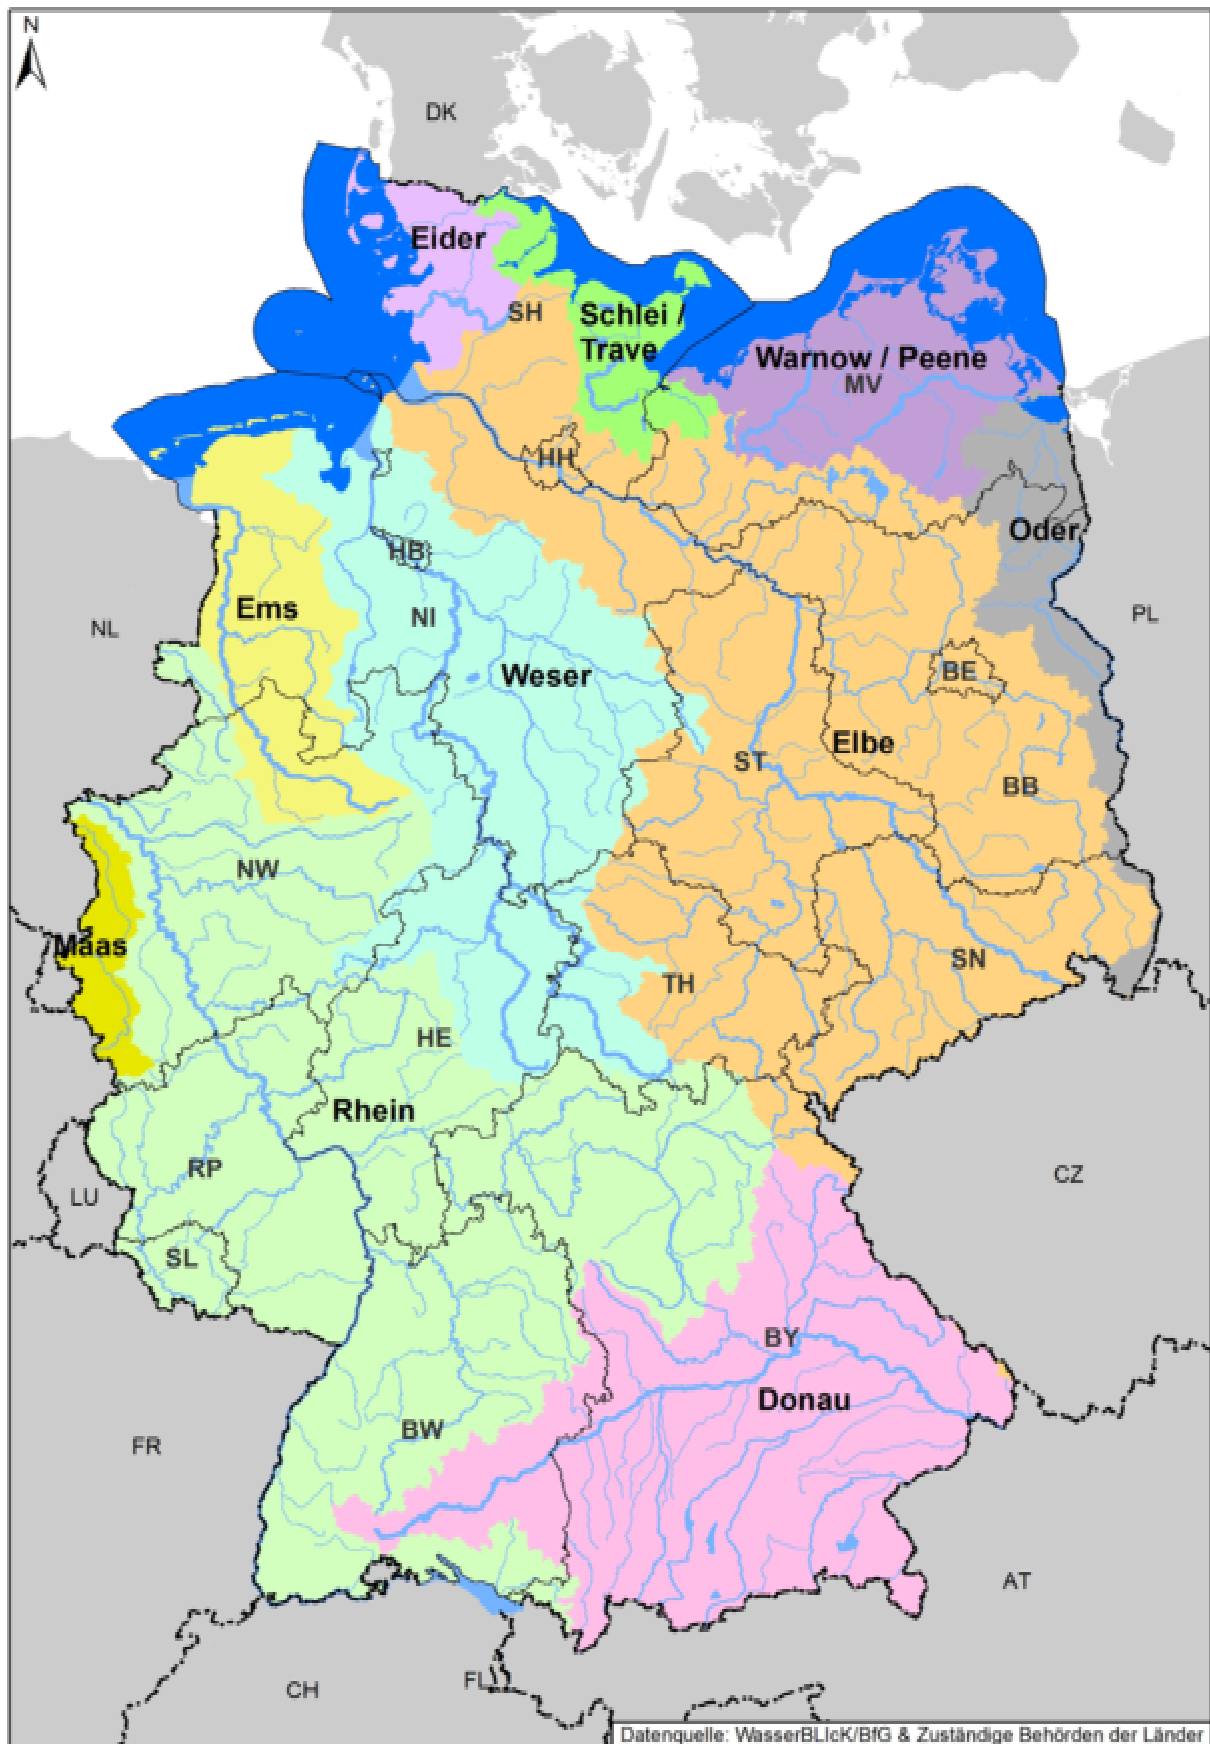 N
DK
Eider
SH
Schlei /
Trave
Warnow / Peene
MV
HH
Oder
HB
Ems
NI
NL
PL
Weser
BE
Elbe
ST
BB
NW
Maas
SN
TH
HE
Rhein
RP
CZ
LU
SL
BY
Donau
BW
FR
AT
FL
CH
Datenquelle: WasserBLIcK/BfG & Zuständige Behörden der Länder